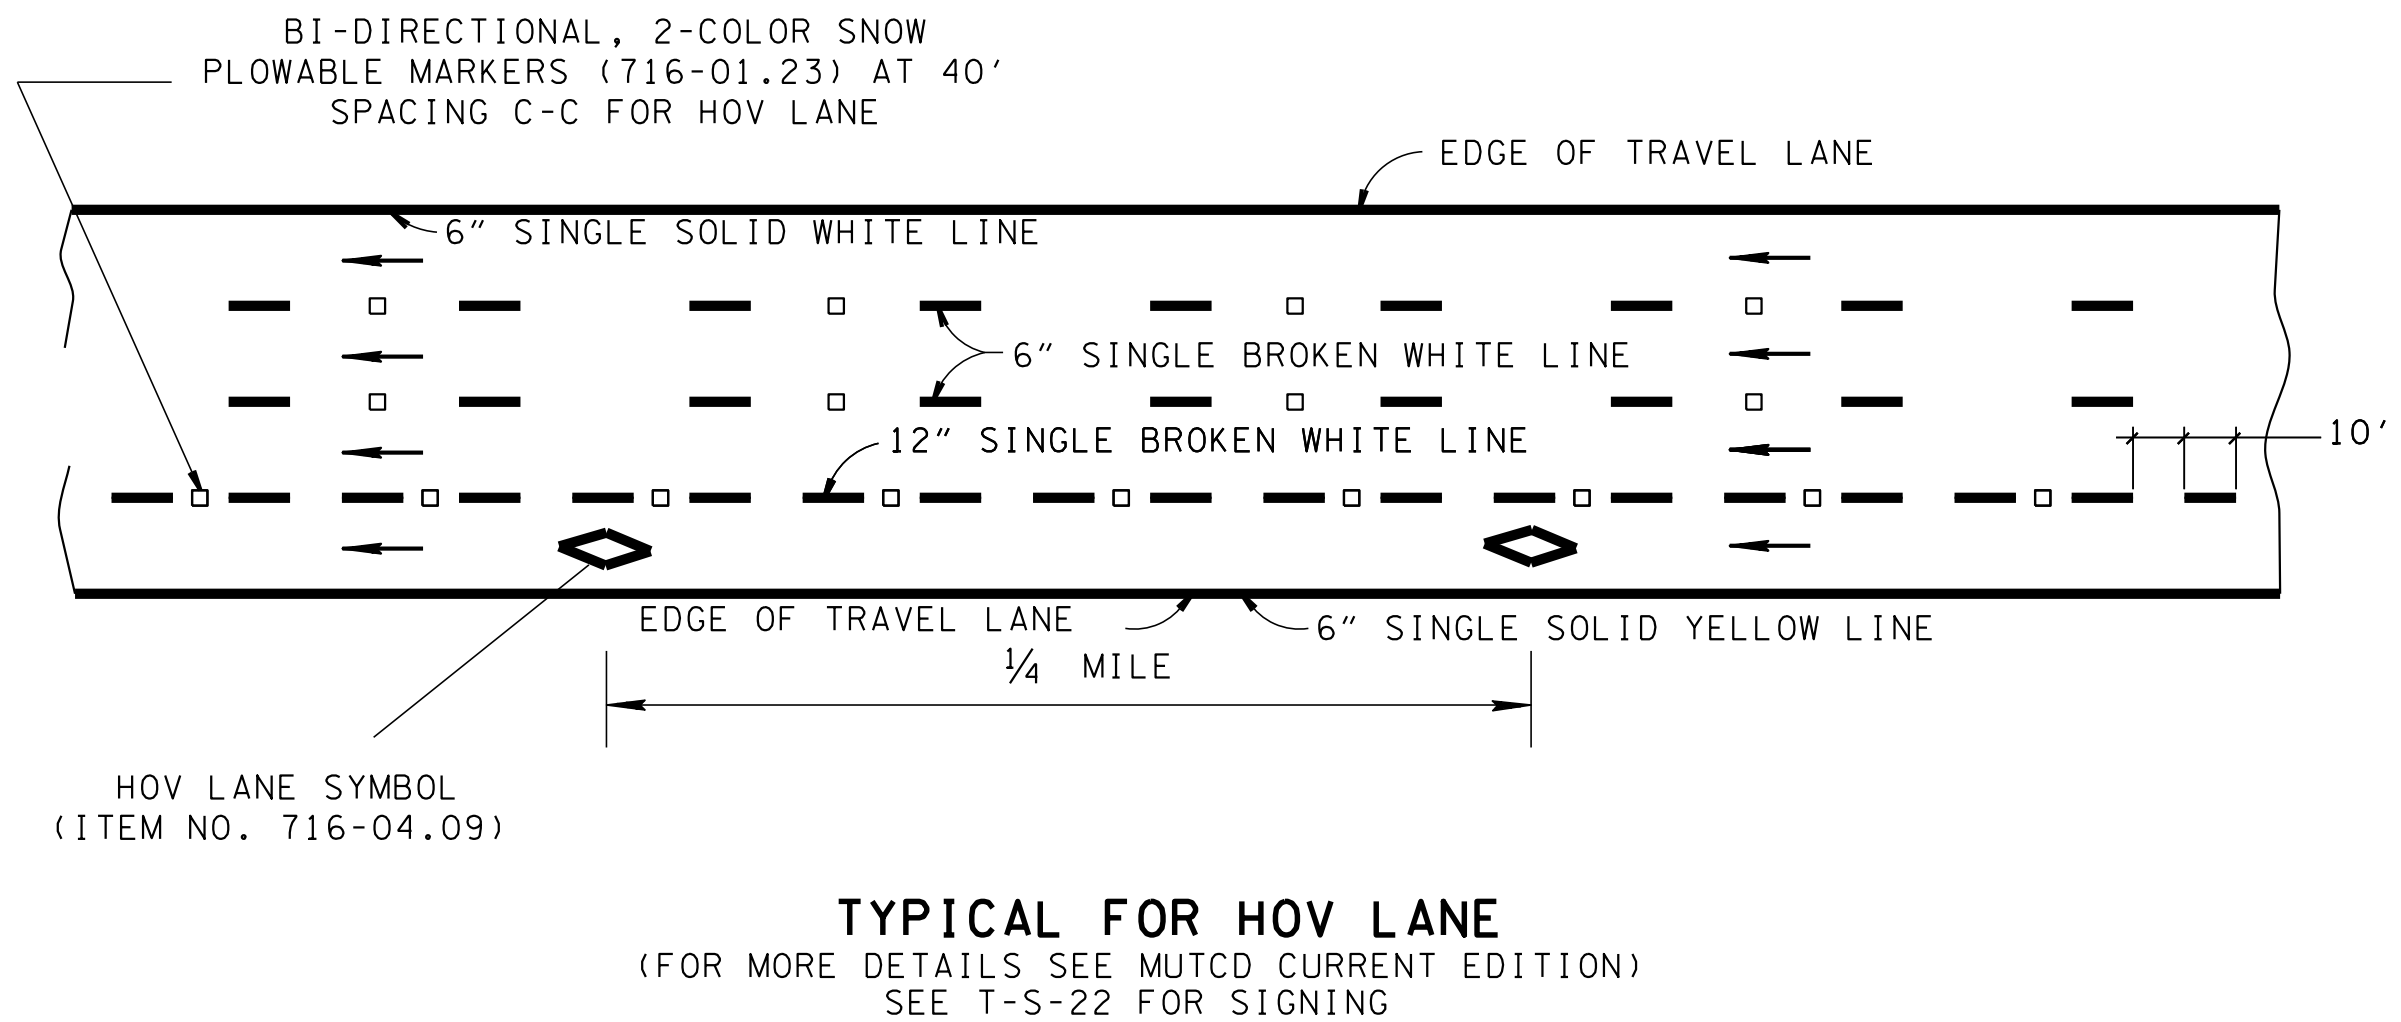 BI-DIRECTIONAL, 2-COLOR SNOW
PLOWABLE MARKERS (716-01.23) AT 40'
SPACING C-C FOR HOV LANE
EDGE OF TRAVEL LANE
6" SINGLE SOLID WHITE LINE
6" SINGLE BROKEN WHITE LINE
12" SINGLE BROKEN WHITE LINE
10'
EDGE OF TRAVEL LANE
6" SINGLE SOLID YELLOW LINE
1/4 MILE
HOV LANE SYMBOL
(ITEM NO. 716-04.09)
TYPICAL FOR HOV LANE
(FOR MORE DETAILS SEE MUTCD CURRENT EDITION)
SEE T-S-22 FOR SIGNING